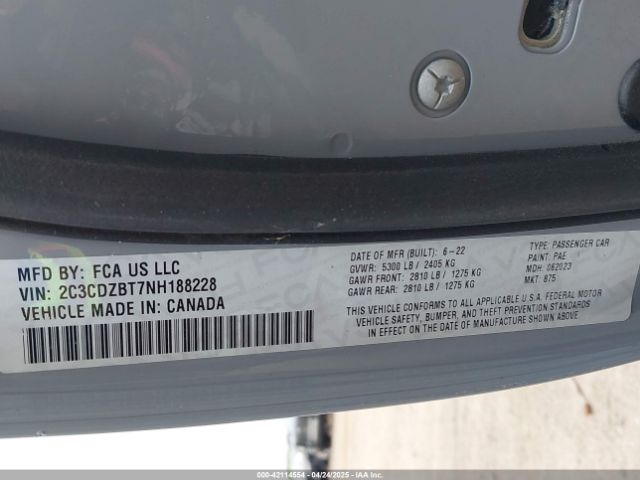 MFD BY: FCA US LLC
VIN: 2C3CDZBT7NH188228
VEHICLE MADE IN: CANADA
DATE OF MFR (BUILT): 6-22
GVWR: 5300 LB / 2405 KG
GAWR FRONT: 2810 LB / 1275 KG
GAWR REAR: 2810 LB / 1275 KG
TYPE: PASSENGER CAR
PAINT: PAE
MDH: 062023
MKT: 875
THIS VEHICLE CONFORMS TO ALL APPLICABLE FEDERAL MOTOR
VEHICLE SAFETY, BUMPER, AND THEFT PREVENTION STANDARDS
IN EFFECT ON THE DATE OF MANUFACTURE SHOWN ABOVE
000-42114554 - 04/24/2025 - IAAI Inc.